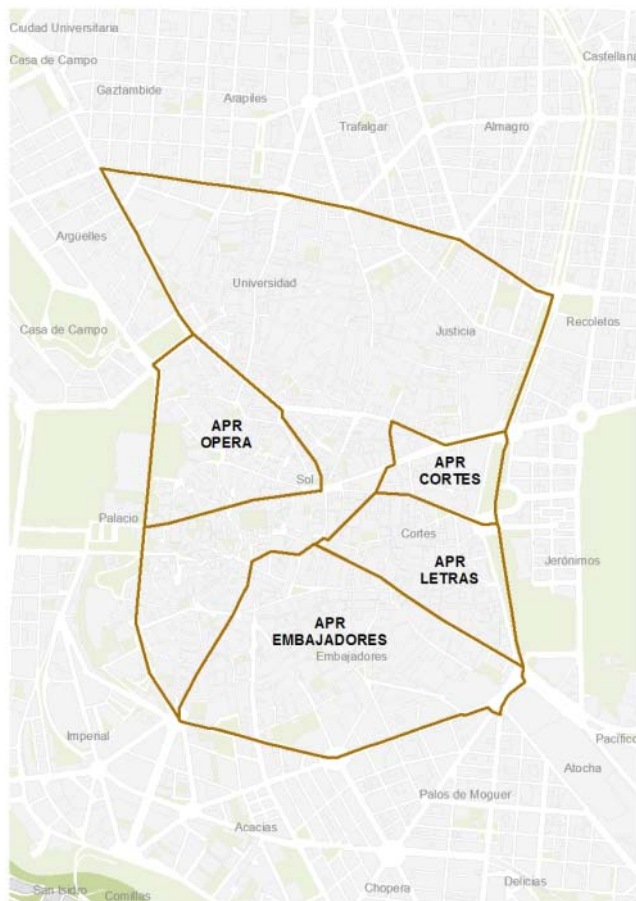 Ciudad Universitaria
Castellana
Casa de Campo
Gaztambide
Arapiles
Trafalgar
Almagro
Argüelles
Universidad
Casa de Campo
Justicia
Recoletos
APR
OPERA
APR
CORTES
Sol
Palacio
Cortes
APR
LETRAS
Jerónimos
APR
EMBAJADORES
Embajadores
Imperial
Pacífico
Atocha
Palos de Moguer
Acacias
San Isidro
Comillas
Chopera
Delicias